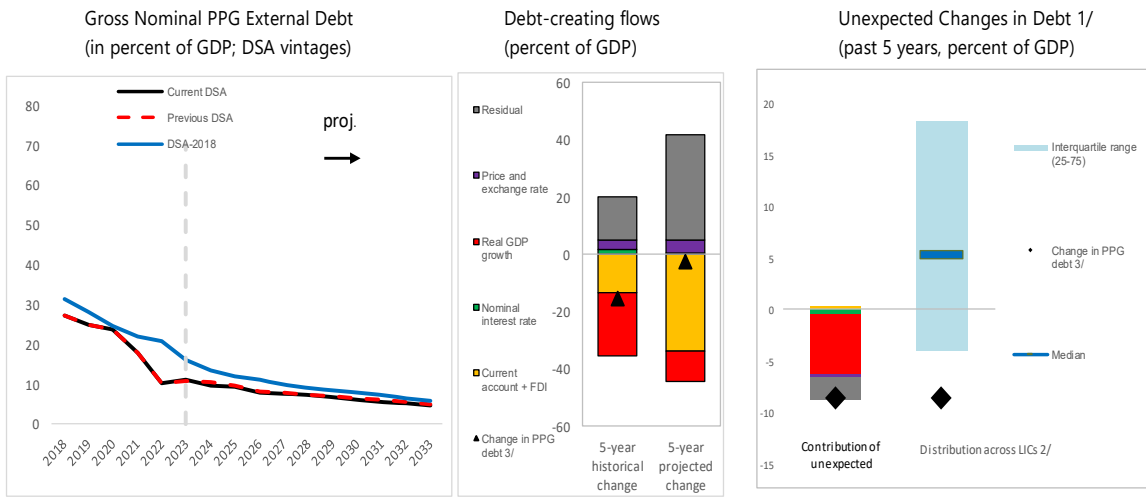 Gross Nominal PPG External Debt
(in percent of GDP; DSA vintages)
Current DSA
Previous DSA
DSA-2018
proj.
80
70
60
50
40
30
20
10
0
2018
2019
2020
2021
2022
2023
2024
2025
2026
2027
2028
2029
2030
2031
2032
2033
Debt-creating flows
(percent of GDP)
Residual
Price and
exchange rate
Real GDP
growth
Nominal
interest rate
Current
account + FDI
Change in PPG
debt 3/
60
40
20
0
-20
-40
-60
5-year
historical
change
5-year
projected
change
Unexpected Changes in Debt 1/
(past 5 years, percent of GDP)
20
15
10
5
0
-5
-10
-15
Interquartile range
(25-75)
Change in PPG
debt 3/
Median
Contribution of
unexpected
Distribution across LICs 2/